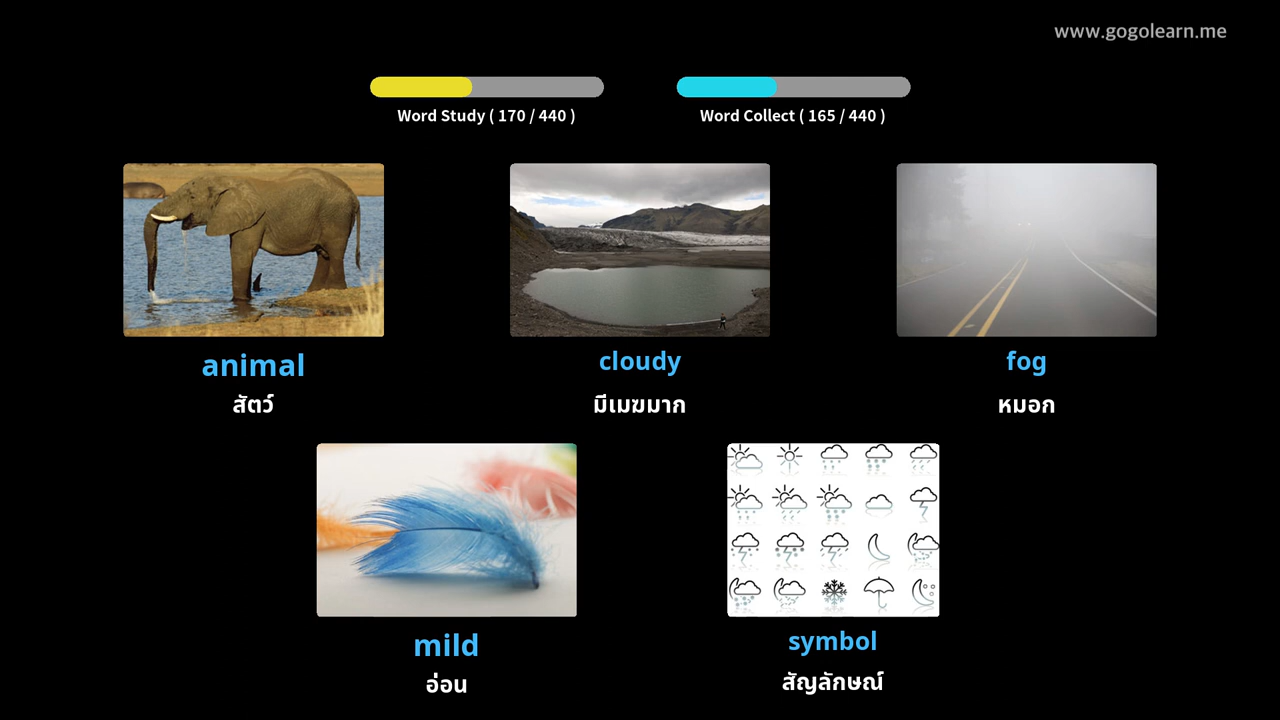 www.gogolearn.me
Word Study ( 170 / 440 )
Word Collect ( 165 / 440 )
animal
สัตว์
cloudy
มีเมฆมาก
fog
หมอก
mild
อ่อน
symbol
สัญลักษณ์